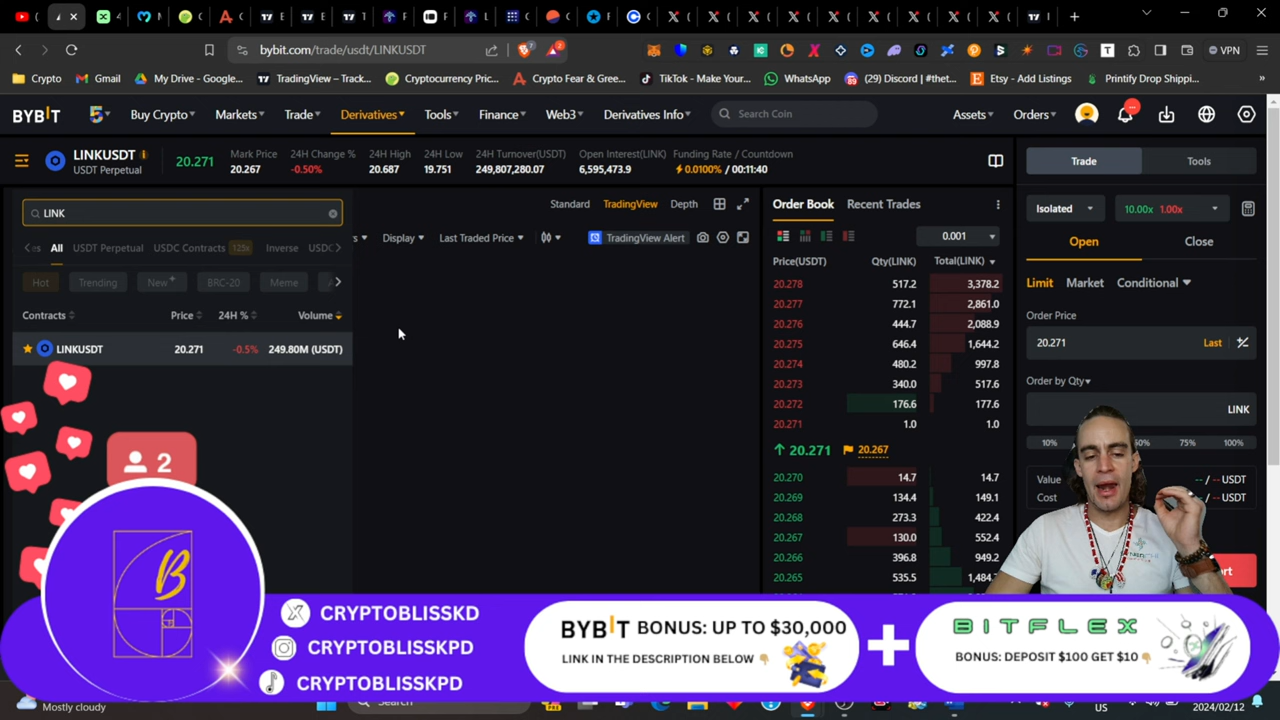 4
bybit.com/trade/usdt/LINKUSDT
VPN
Crypto
Gmail
My Drive - Google...
TradingView – Track...
Cryptocurrency Pric...
Crypto Fear & Gree...
TikTok - Make Your...
WhatsApp
(29) Discord | #thet...
Etsy - Add Listings
Printify Drop Shippi...
BYBIT
Buy Crypto
Markets
Trade
Derivatives
Tools
Finance
Web3
Derivatives Info
Search Coin
Assets
Orders
LINKUSDT
USDT Perpetual
20.271
Mark Price
20.267
24H Change %
-0.50%
24H High
20.687
24H Low
19.751
24H Turnover(USDT)
249,807,280.07
Open Interest(LINK)
6,595,473.9
Funding Rate / Countdown
0.0100% / 00:11:40
Trade
Tools
LINK
All
USDT Perpetual
USDC Contracts
125x
Inverse
USDC
Hot
Trending
New
BRC-20
Meme
Contracts
Price
24H %
Volume
LINKUSDT
20.271
-0.5%
249.80M (USDT)
Standard
TradingView
Depth
Display
Last Traded Price
TradingView Alert
Order Book
Recent Trades
0.001
Price(USDT)
Qty(LINK)
Total(LINK)
20.278 517.2 3,378.2
20.277 772.1 2,861.0
20.276 444.7 2,088.9
20.275 646.4 1,644.2
20.274 480.2 997.8
20.273 340.0 517.6
20.272 176.6 177.6
20.271 1.0 1.0
20.271 20.267
20.270 14.7 14.7
20.269 134.4 149.1
20.268 273.3 422.4
20.267 130.0 552.4
20.266 396.8 949.2
20.265 535.5 1,484.
Isolated
10.00x 1.00x
Open
Close
Limit
Market
Conditional
Order Price
20.271
Last
Order by Qty
LINK
10%
50%
75%
100%
Value
-- / -- USDT
Cost
-- / -- USDT
2
B
CRYPTOBLISSKD
CRYPTOBLISSKPD
CRYPTOBLISSKPD
BYBIT BONUS: UP TO $30,000
LINK IN THE DESCRIPTION BELOW
+
BITFLEX
BONUS: DEPOSIT $100 GET $10
Mostly cloudy
Search
US
2024/02/12